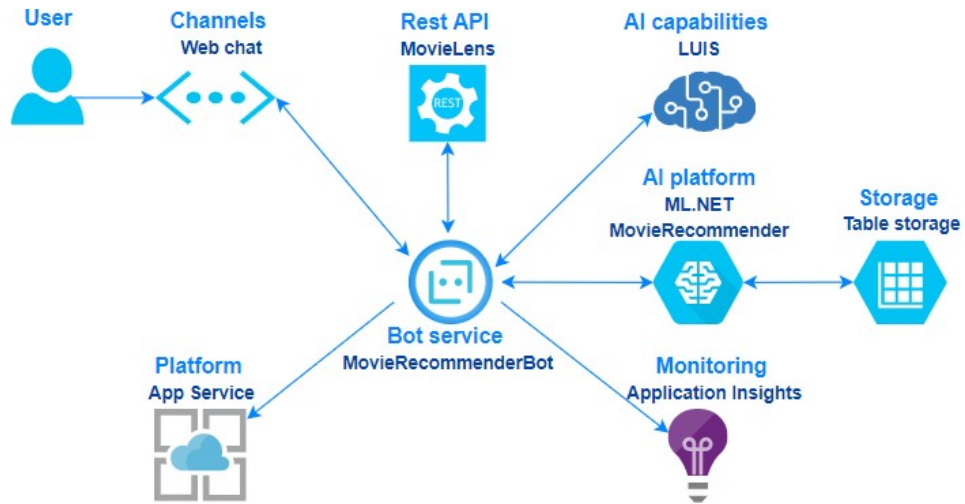 User
Channels
Web chat
Rest API
MovieLens
REST
AI capabilities
LUIS
AI platform
ML.NET
MovieRecommender
Storage
Table storage
Bot service
MovieRecommenderBot
Platform
App Service
Monitoring
Application Insights